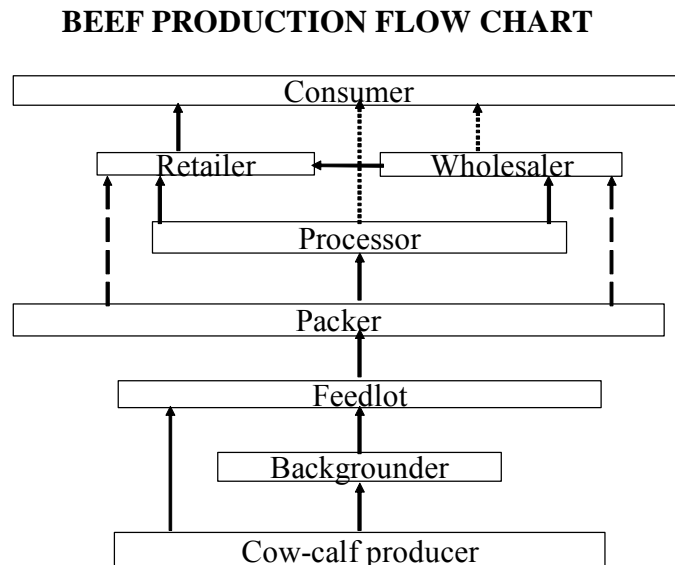 BEEF PRODUCTION FLOW CHART
Consumer
Retailer
Wholesaler
Processor
Packer
Feedlot
Backgrounder
Cow-calf producer